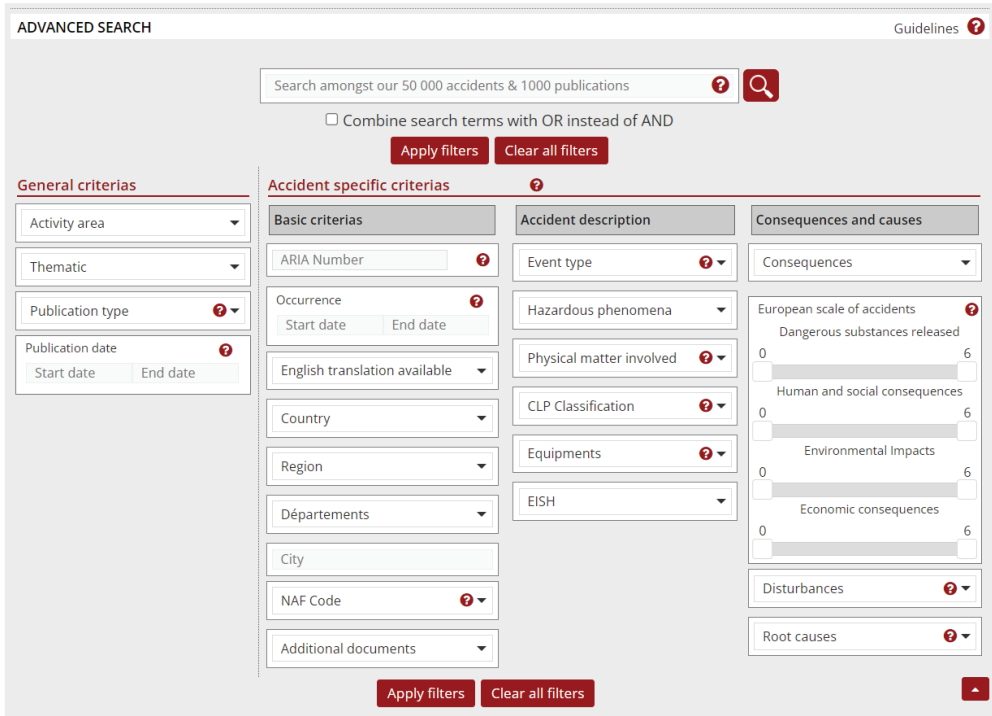 ADVANCED SEARCH
Guidelines ?
Search amongst our 50 000 accidents & 1000 publications ?
Combine search terms with OR instead of AND
Apply filters
Clear all filters
General criterias
Activity area
Thematic
Publication type ?
Publication date ?
Start date End date
Accident specific criterias ?
Basic criterias
ARIA Number ?
Occurrence ?
Start date End date
English translation available
Country
Region
Départements
City
NAF Code ?
Additional documents
Accident description
Event type ?
Hazardous phenomena
Physical matter involved ?
CLP Classification ?
Equipments ?
EISH
Consequences and causes
Consequences
European scale of accidents ?
Dangerous substances released
0 6
Human and social consequences
0 6
Environmental Impacts
0 6
Economic consequences
0 6
Disturbances ?
Root causes ?
Apply filters
Clear all filters